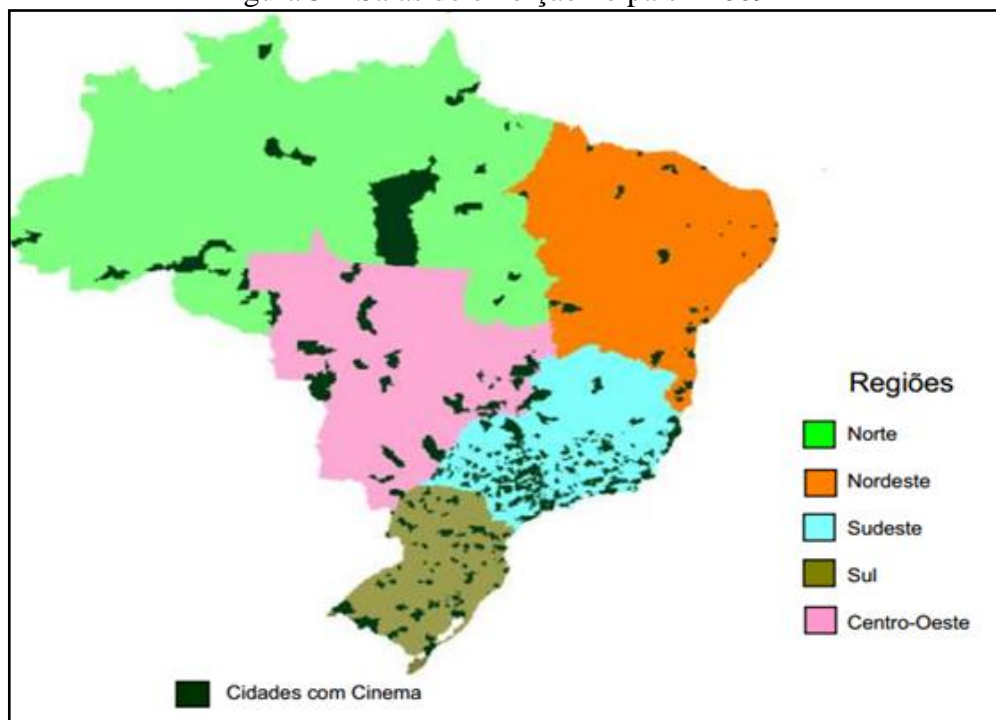 Regiões
Norte
Nordeste
Sudeste
Sul
Centro-Oeste
Cidades com Cinema